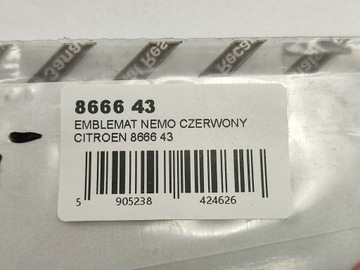 8666 43
EMBLEMAT NEMO CZERWONY
CITROEN 8666 43
5 905238 424626